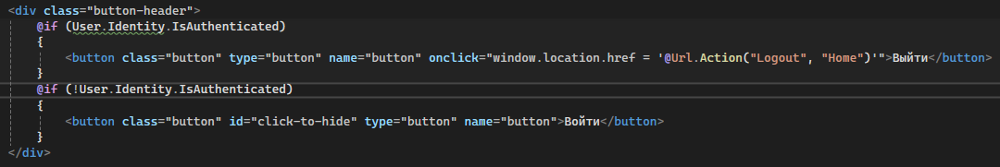 <div class="button-header">
@if (User.Identity.IsAuthenticated)
{
<button class="button" type="button" name="button" onclick="window.location.href = '@Url.Action("Logout", "Home")'">Выйти</button>
}
@if (!User.Identity.IsAuthenticated)
{
<button class="button" id="click-to-hide" type="button" name="button">Войти</button>
}
</div>